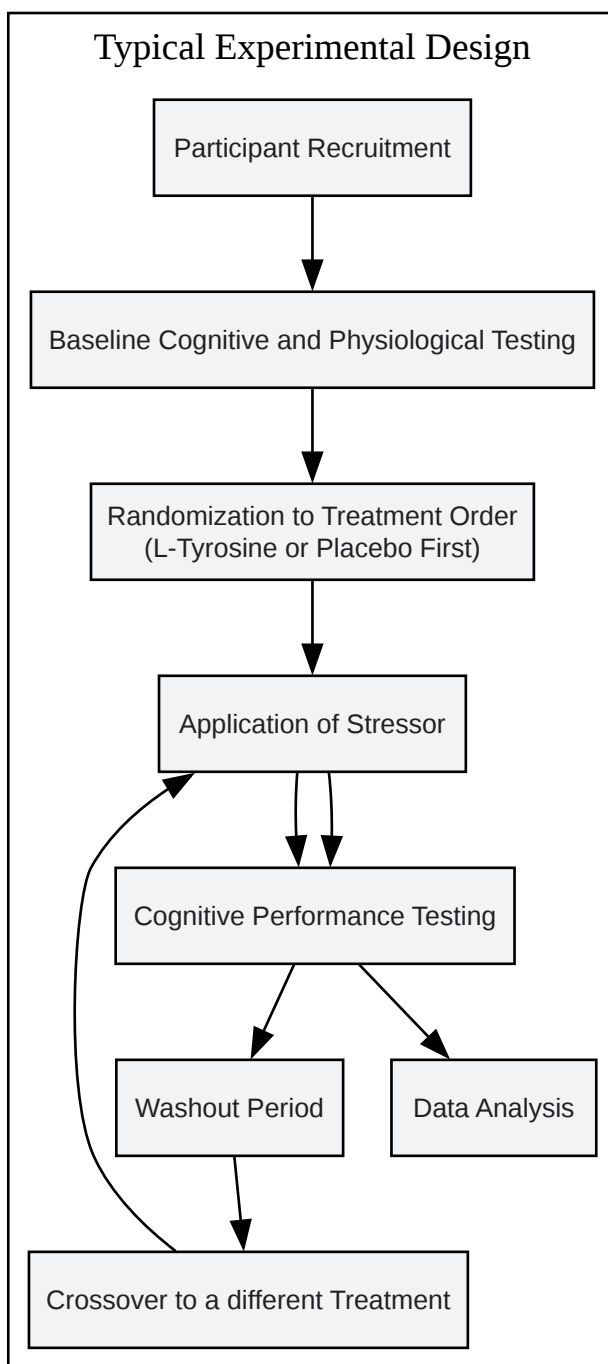 Typical Experimental Design
Participant Recruitment
Baseline Cognitive and Physiological Testing
Randomization to Treatment Order
(L-Tyrosine or Placebo First)
Application of Stressor
Cognitive Performance Testing
Washout Period
Data Analysis
Crossover to a different Treatment